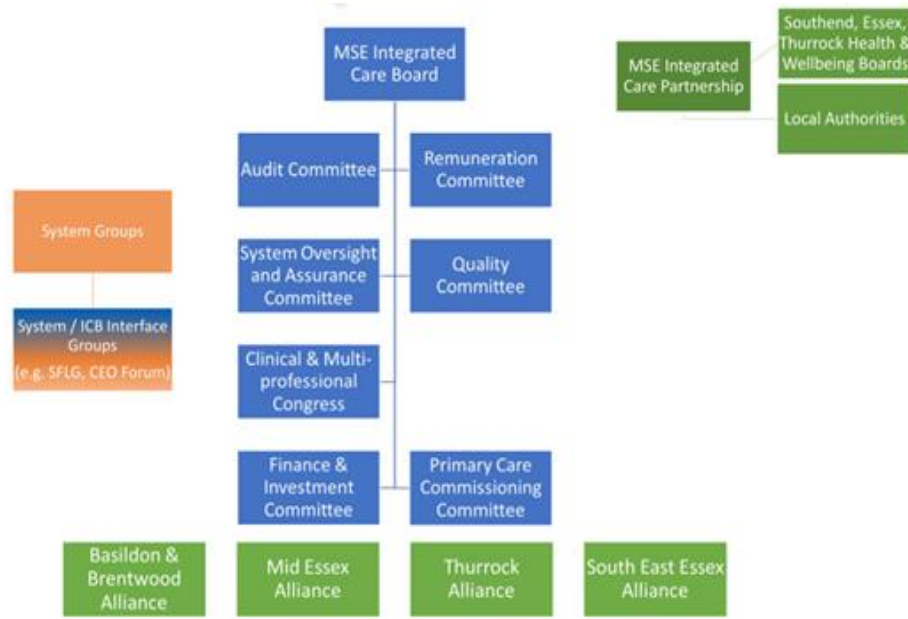 MSE Integrated
Care Board
MSE Integrated
Care Partnership
Southend, Essex,
Thurrock Health &
Wellbeing Boards
Local Authorities
Audit Committee
Remuneration
Committee
System Groups
System Oversight
and Assurance
Committee
Quality
Committee
System / ICB Interface
Groups
(e.g. SFLG, CEO Forum)
Clinical & Multi-
professional
Congress
Finance &
Investment
Committee
Primary Care
Commissioning
Committee
Basildon &
Brentwood
Alliance
Mid Essex
Alliance
Thurrock
Alliance
South East Essex
Alliance